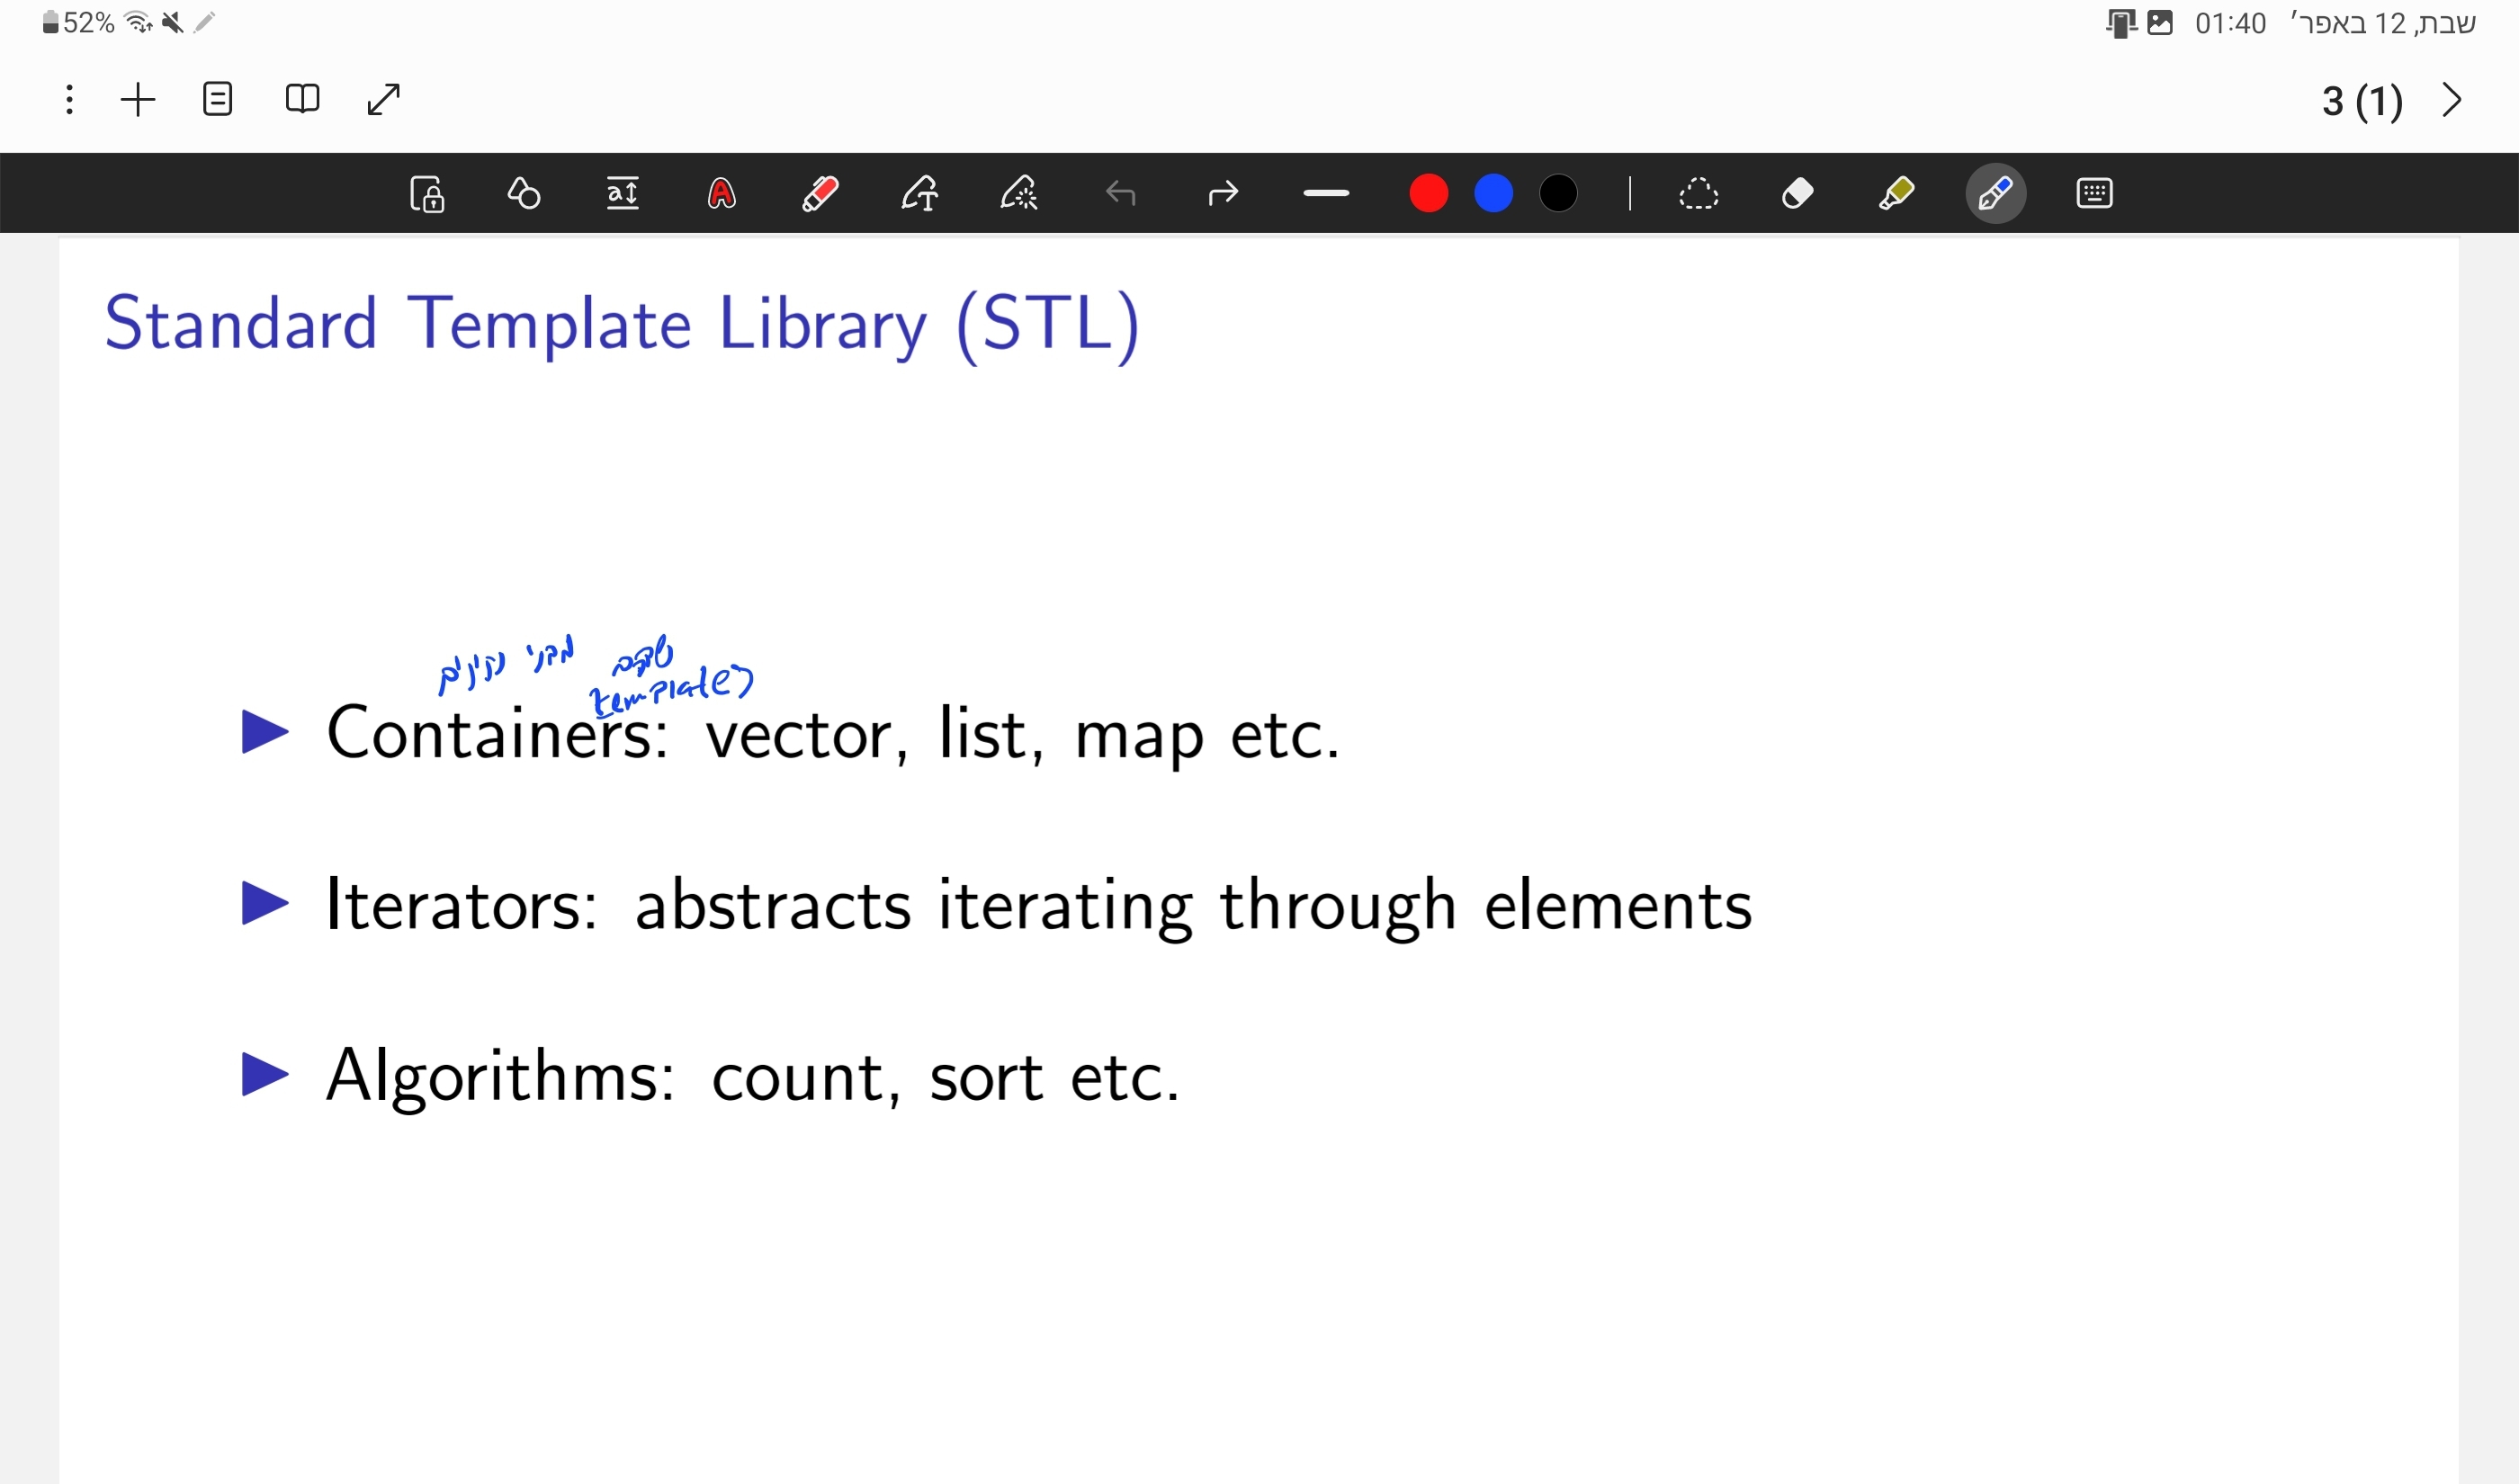 52%
שבת, 12 באפר׳ 01:40
3 (1)
Standard Template Library (STL)
מבני נתונים
templates
Containers: vector, list, map etc.
Iterators: abstracts iterating through elements
Algorithms: count, sort etc.